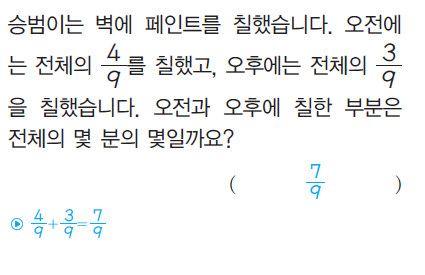 승범이는 벽에 페인트를 칠했습니다. 오전에
는 전체의 4/9를 칠했고, 오후에는 전체의 3/9
을 칠했습니다. 오전과 오후에 칠한 부분은
전체의 몇 분의 몇일까요?
( 7/9 )
▶ 4/9+3/9=7/9